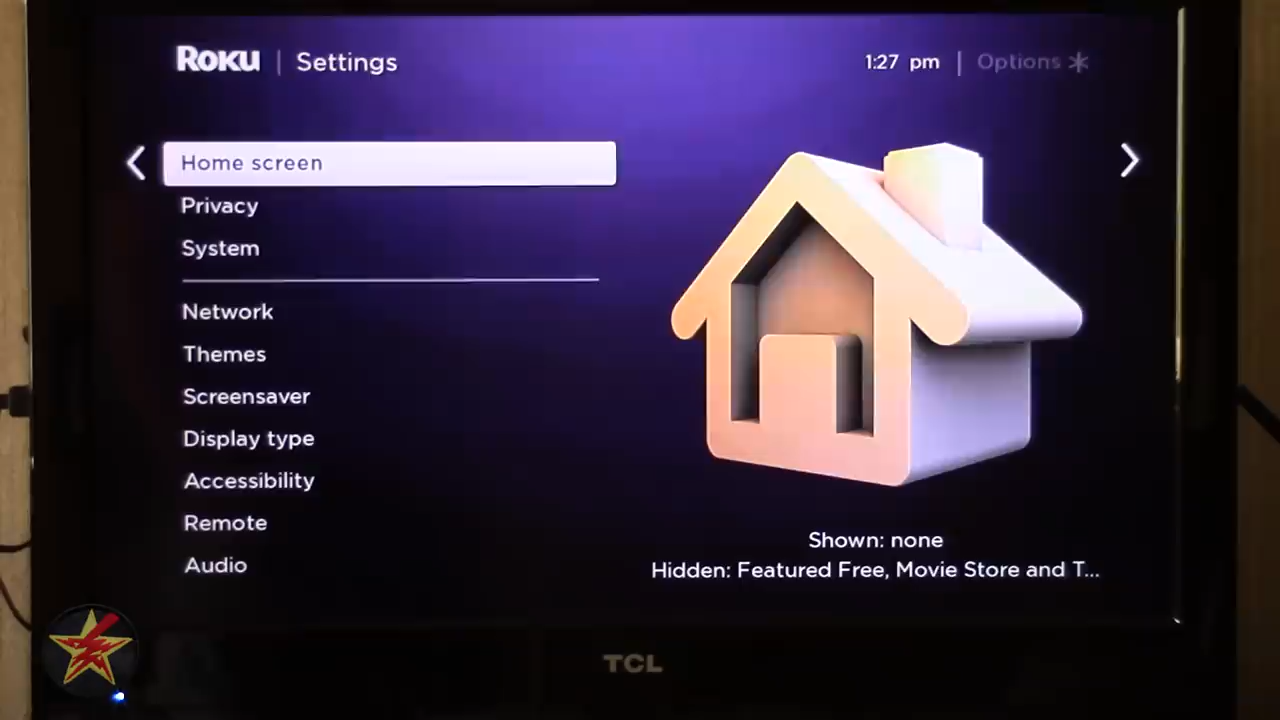 Roku | Settings
1:27 pm | Options *
Home screen
Privacy
System
Network
Themes
Screensaver
Display type
Accessibility
Remote
Audio
Shown: none
Hidden: Featured Free, Movie Store and T...
TCL